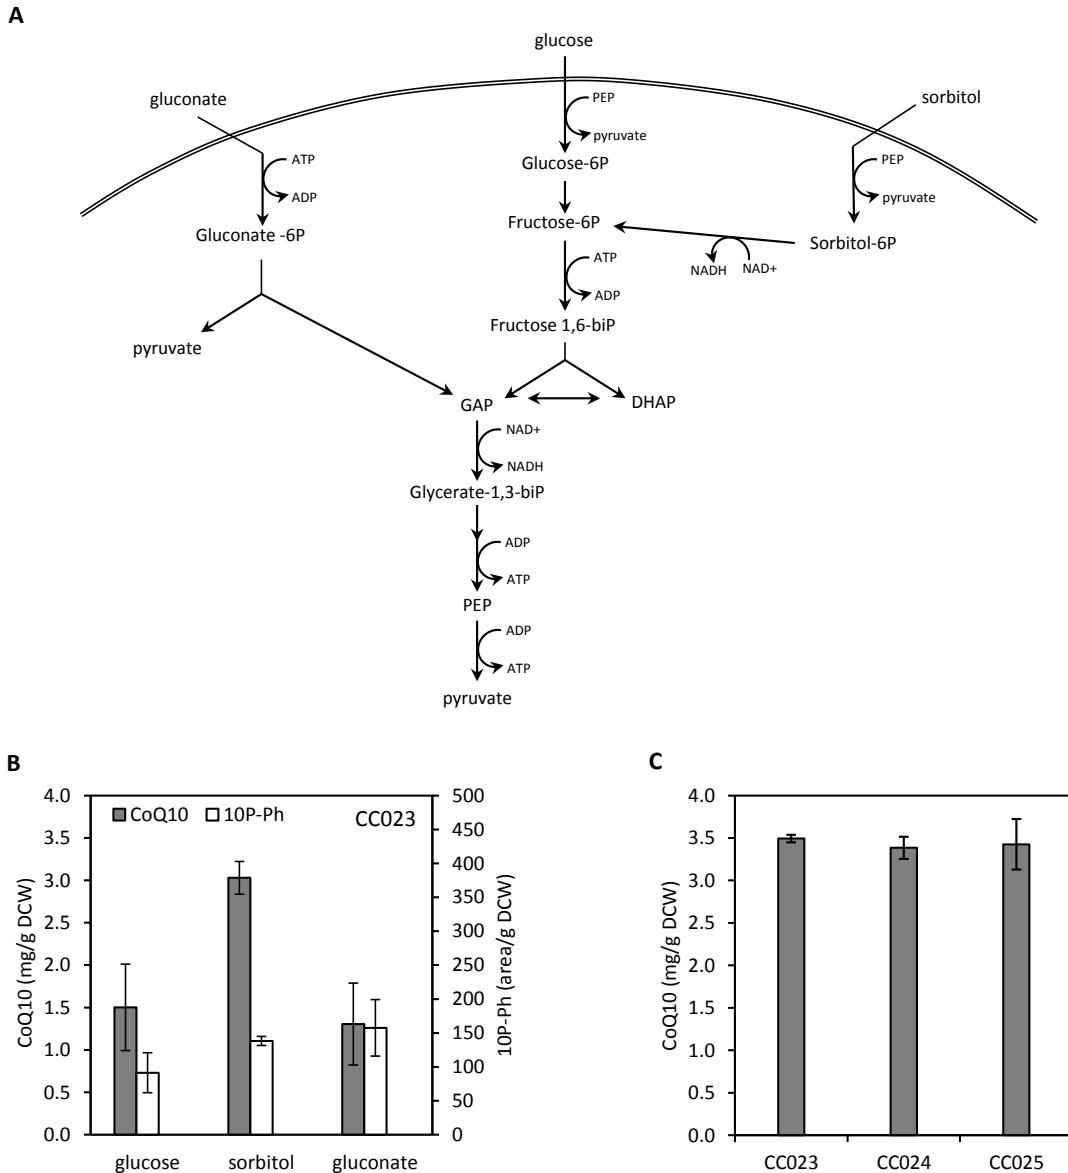 A
glucose
gluconate
sorbitol
PEP
pyruvate
ATP
ADP
PEP
pyruvate
Glucose-6P
Gluconate -6P
Fructose-6P
Sorbitol-6P
NADH
NAD+
ATP
ADP
Fructose 1,6-biP
pyruvate
GAP
DHAP
NAD+
NADH
Glycerate-1,3-biP
ADP
ATP
PEP
ADP
ATP
pyruvate
B
CoQ10 (mg/g DCW)
4.0
3.5
3.0
2.5
2.0
1.5
1.0
0.5
0.0
CoQ10
10P-Ph
CC023
500
450
400
350
300
250
200
150
100
50
0
10P-Ph (area/g DCW)
glucose
sorbitol
gluconate
C
CoQ10 (mg/g DCW)
4.0
3.5
3.0
2.5
2.0
1.5
1.0
0.5
0.0
CC023
CC024
CC025